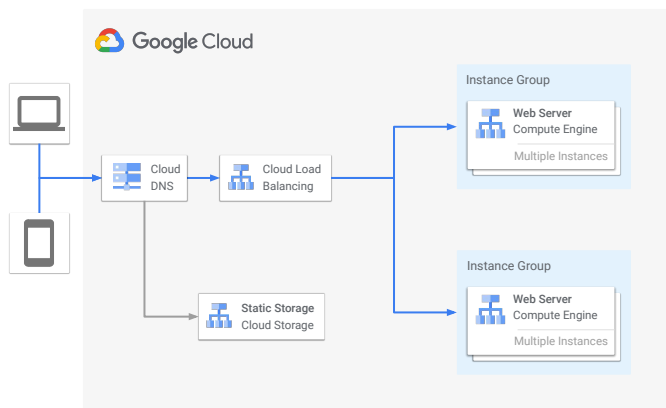 Google Cloud
Instance Group
Web Server
Compute Engine
Multiple Instances
Cloud
DNS
Cloud Load
Balancing
Instance Group
Web Server
Compute Engine
Multiple Instances
Static Storage
Cloud Storage